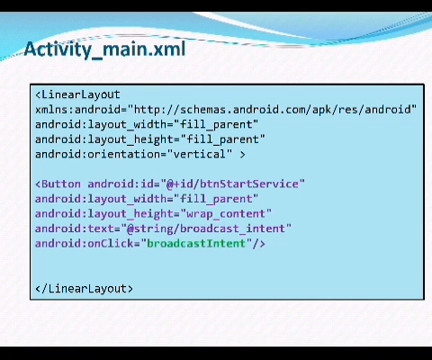 Activity_main.xml
<LinearLayout
xmlns:android="http://schemas.android.com/apk/res/android"
android:layout_width="fill_parent"
android:layout_height="fill_parent"
android:orientation="vertical" >
<Button android:id="@+id/btnStartService"
android:layout_width="fill_parent"
android:layout_height="wrap_content"
android:text="@string/broadcast_intent"
android:onClick="broadcastIntent"/>
</LinearLayout>